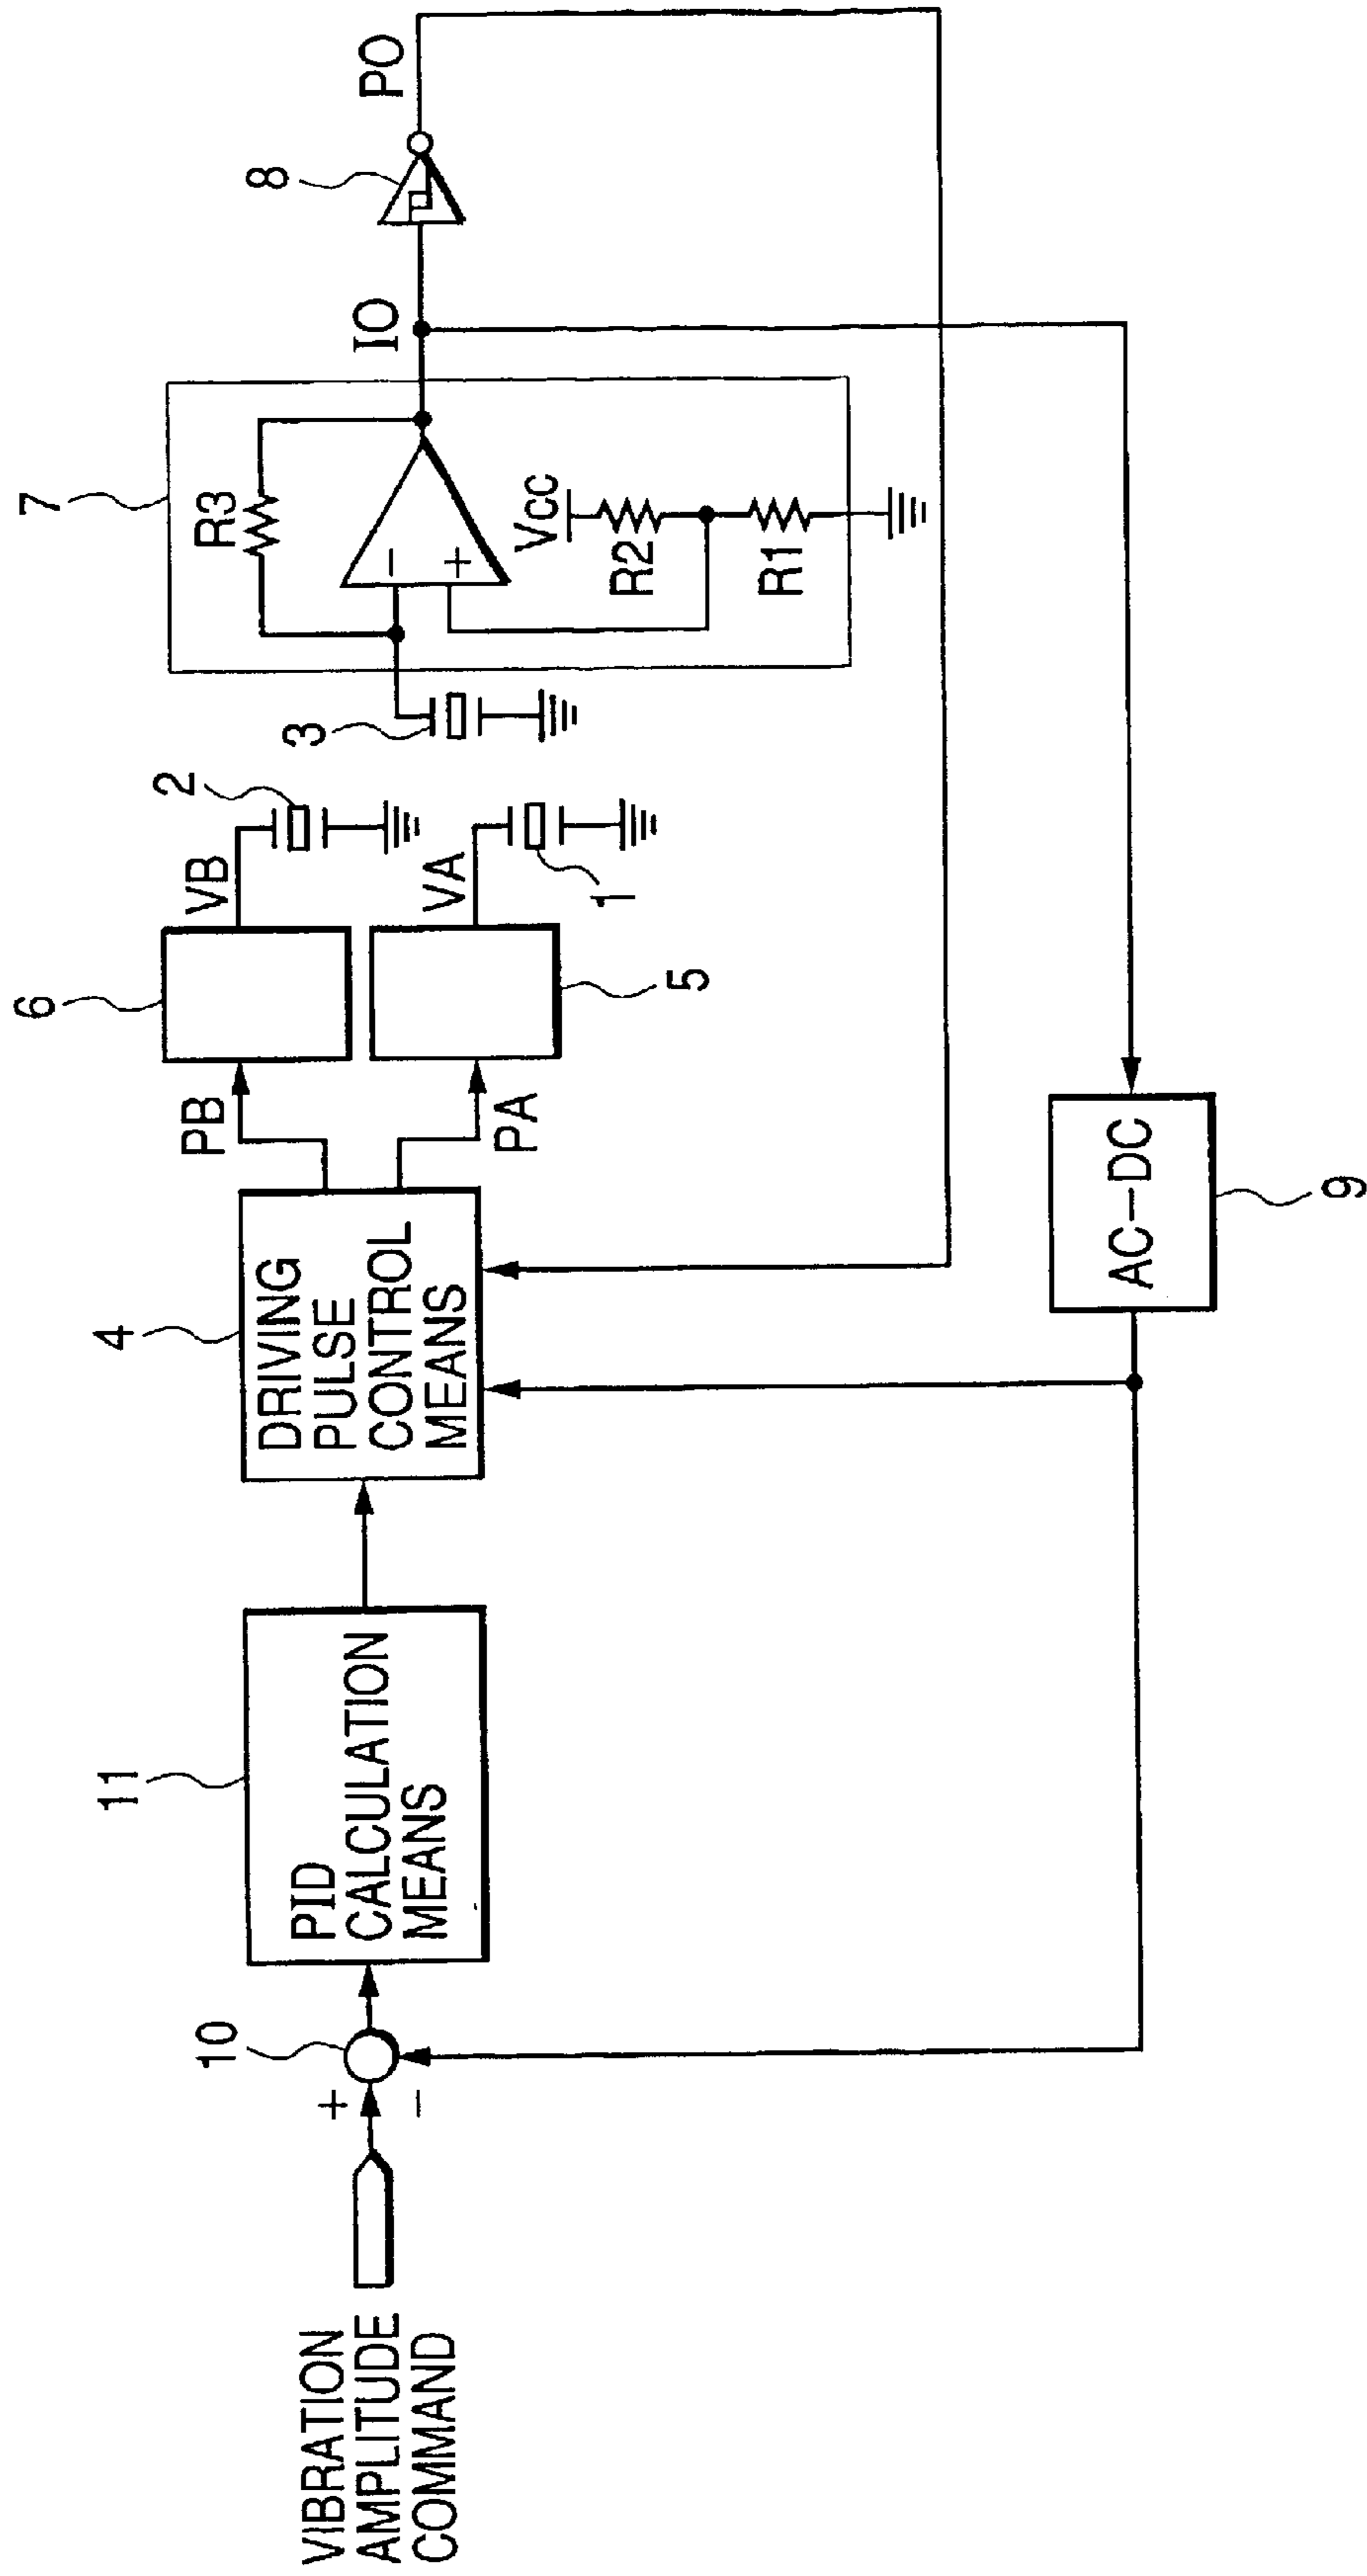 VIBRATION
AMPLITUDE
COMMAND
+
−
10
11
PID
CALCULATION
MEANS
4
DRIVING
PULSE
CONTROL
MEANS
PB
PA
6
5
VB
VA
2
1
3
7
R3
−
+
Vcc
R2
R1
IO
8
PO
AC−DC
9